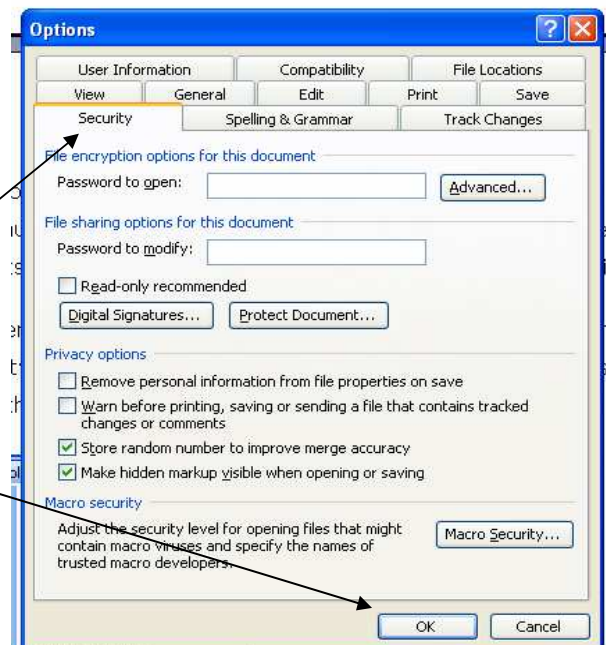 Options
User Information Compatibility File Locations
View General Edit Print Save
Security Spelling & Grammar Track Changes
File encryption options for this document
Password to open: Advanced...
File sharing options for this document
Password to modify:
Read-only recommended
Digital Signatures... Protect Document...
Privacy options
Remove personal information from file properties on save
Warn before printing, saving or sending a file that contains tracked
changes or comments
Store random number to improve merge accuracy
Make hidden markup visible when opening or saving
Macro security
Adjust the security level for opening files that might
contain macro viruses and specify the names of
trusted macro developers.
Macro Security...
OK Cancel